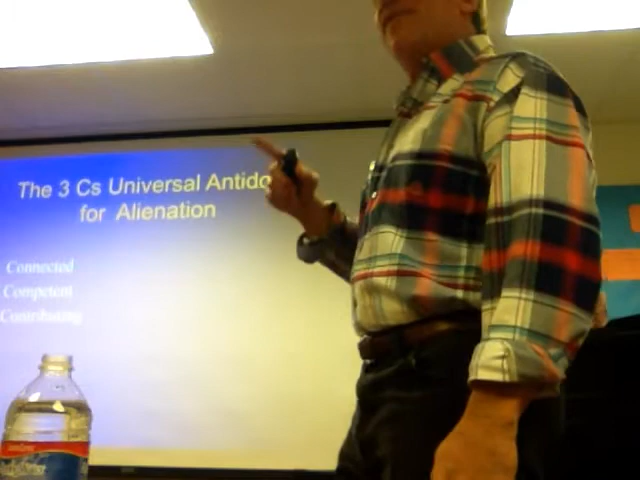 The 3 Cs Universal Antido
for Alienation
Connected
Competent
Contributing